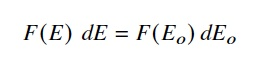 F(E) dE = F(E_o) dE_o